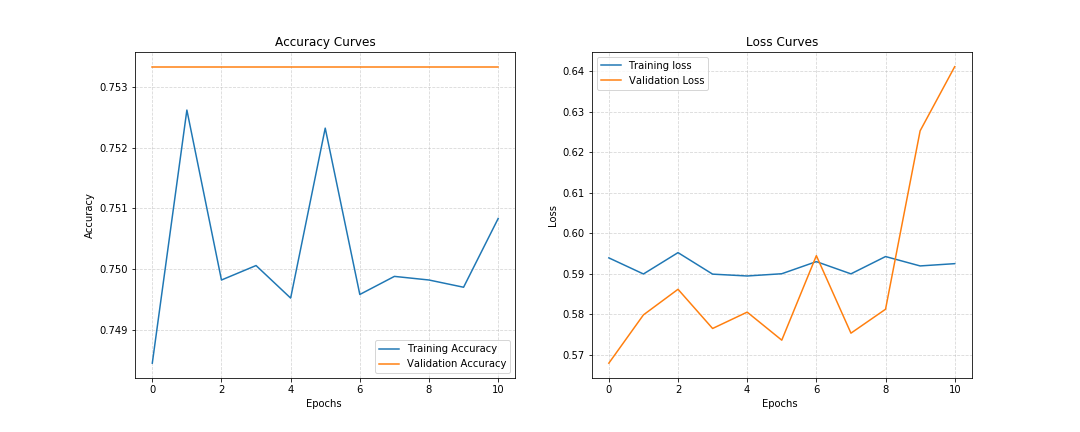 Accuracy Curves
0.753
0.752
0.751
0.750
0.749
Accuracy
0 2 4 6 8 10
Epochs
Training Accuracy
Validation Accuracy
Loss Curves
Training loss
Validation Loss
0.64
0.63
0.62
0.61
0.60
0.59
0.58
0.57
Loss
0 2 4 6 8 10
Epochs